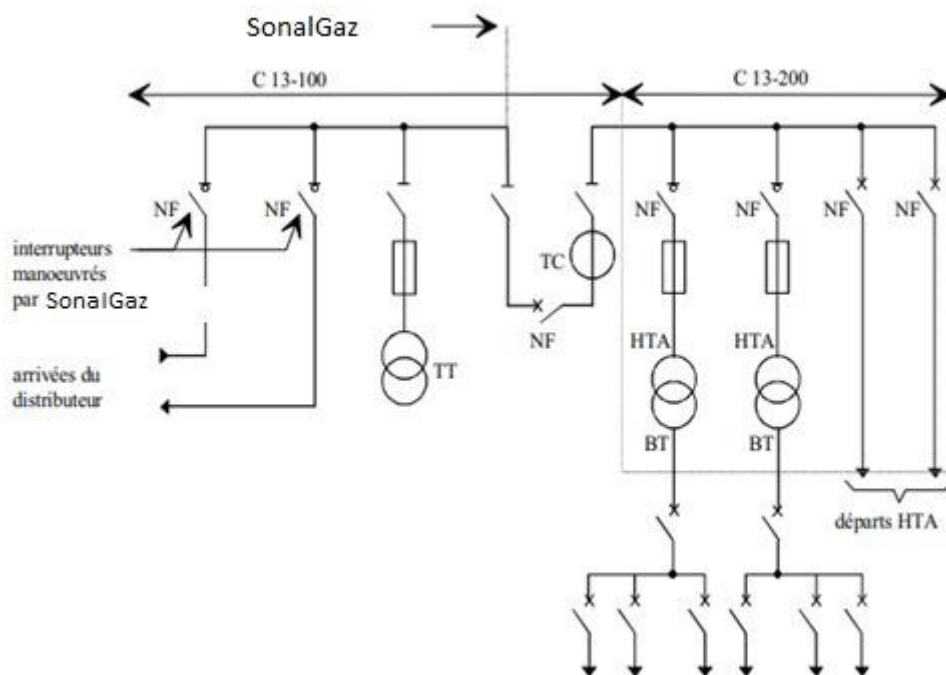 SonalGaz
C 13-100
C 13-200
NF
NF
NF
NF
NF
NF
interrupteurs
manoeuvrés
par SonalGaz
TC
NF
HTA
HTA
TT
arrivées du
distributeur
BT
BT
départs HTA